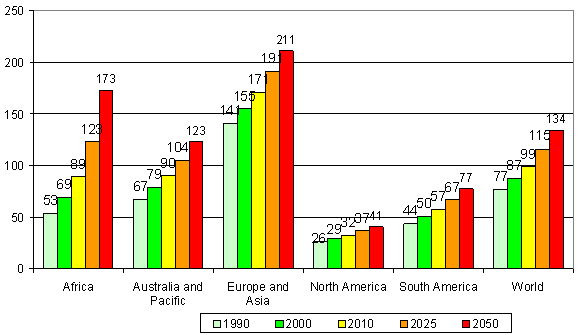 250
200
150
100
50
0
53 69 89 123 173
67 79 90 104 123
141 155 171 191 211
26 29 32 37 41
44 50 57 67 77
77 87 99 115 134
Africa
Australia and
Pacific
Europe and
Asia
North America
South America
World
1990 2000 2010 2025 2050